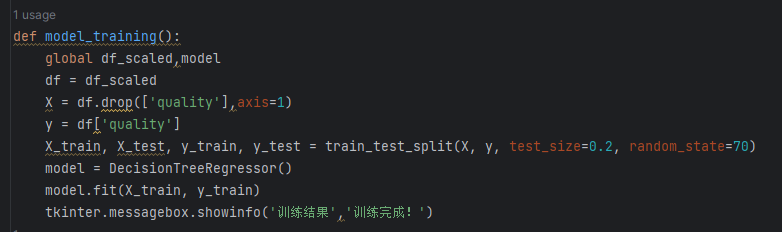 1 usage
def model_training():
    global df_scaled,model
    df = df_scaled
    X = df.drop(['quality'],axis=1)
    y = df['quality']
    X_train, X_test, y_train, y_test = train_test_split(X, y, test_size=0.2, random_state=70)
    model = DecisionTreeRegressor()
    model.fit(X_train, y_train)
    tkinter.messagebox.showinfo('训练结果','训练完成！')